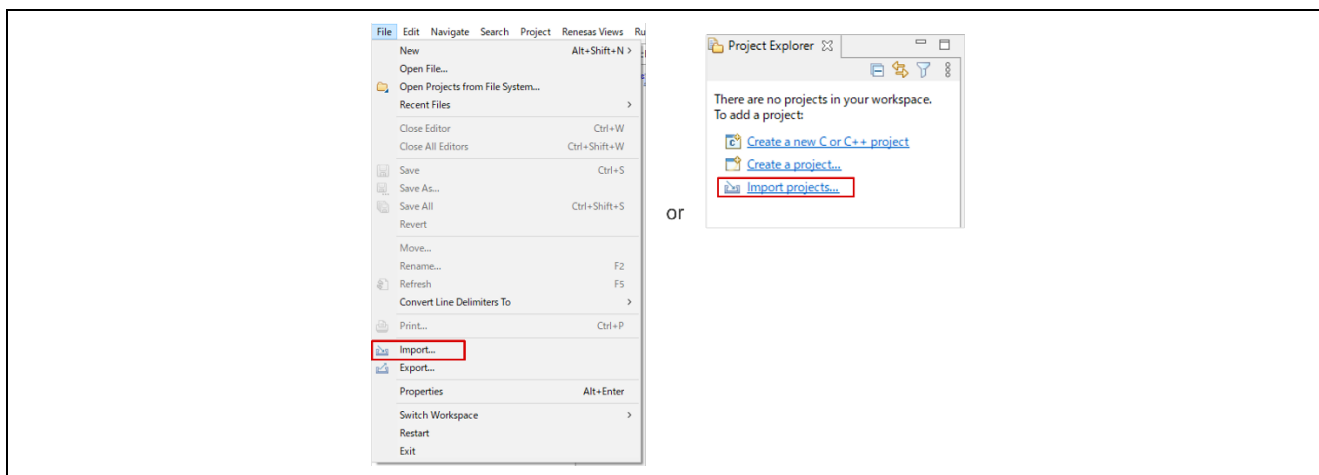 File Edit Navigate Search Project Renesas Views Ru
New Alt+Shift+N >
Open File...
Open Projects from File System...
Recent Files >
Close Editor Ctrl+W
Close All Editors Ctrl+Shift+W
Save Ctrl+S
Save As...
Save All Ctrl+Shift+S
Revert
Move...
Rename... F2
Refresh F5
Convert Line Delimiters To >
Print... Ctrl+P
Import...
Export...
Properties Alt+Enter
Switch Workspace >
Restart
Exit
or
Project Explorer
There are no projects in your workspace.
To add a project:
Create a new C or C++ project
Create a project...
Import projects...